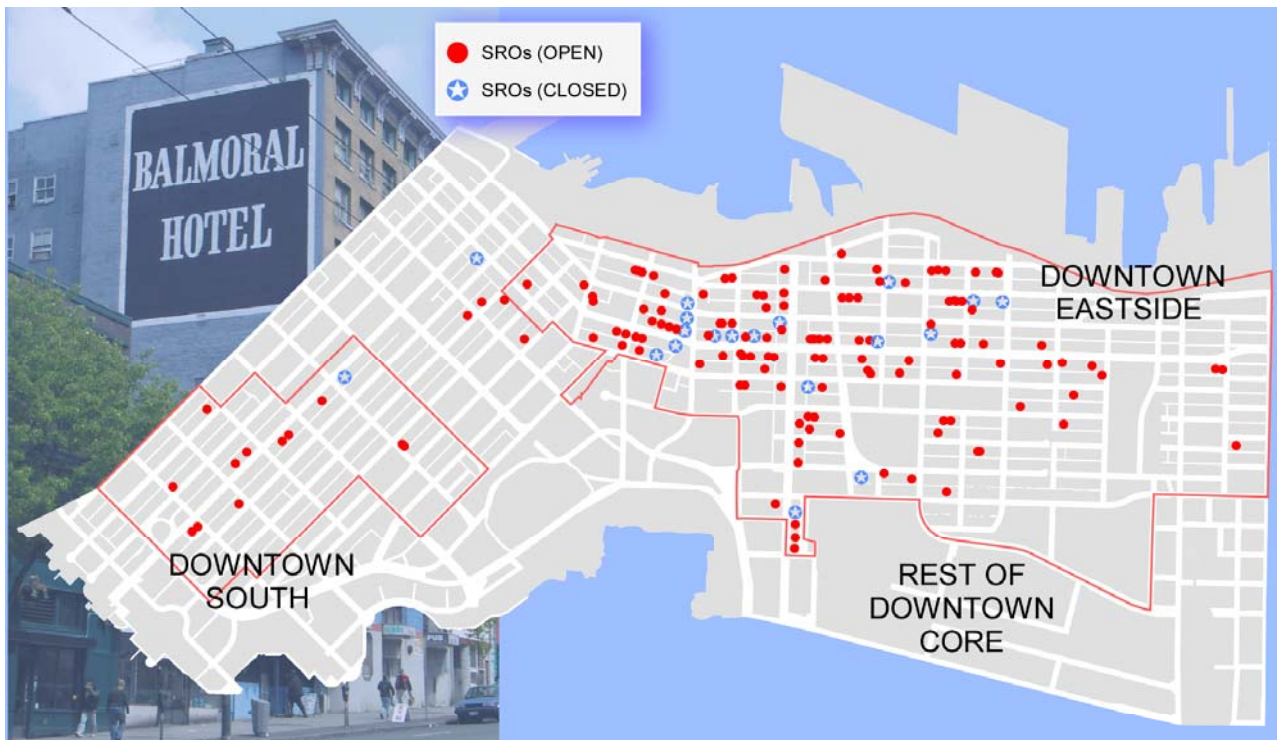 SROs (OPEN)
SROs (CLOSED)
BALMORAL
HOTEL
DOWNTOWN
EASTSIDE
DOWNTOWN
SOUTH
REST OF
DOWNTOWN
CORE